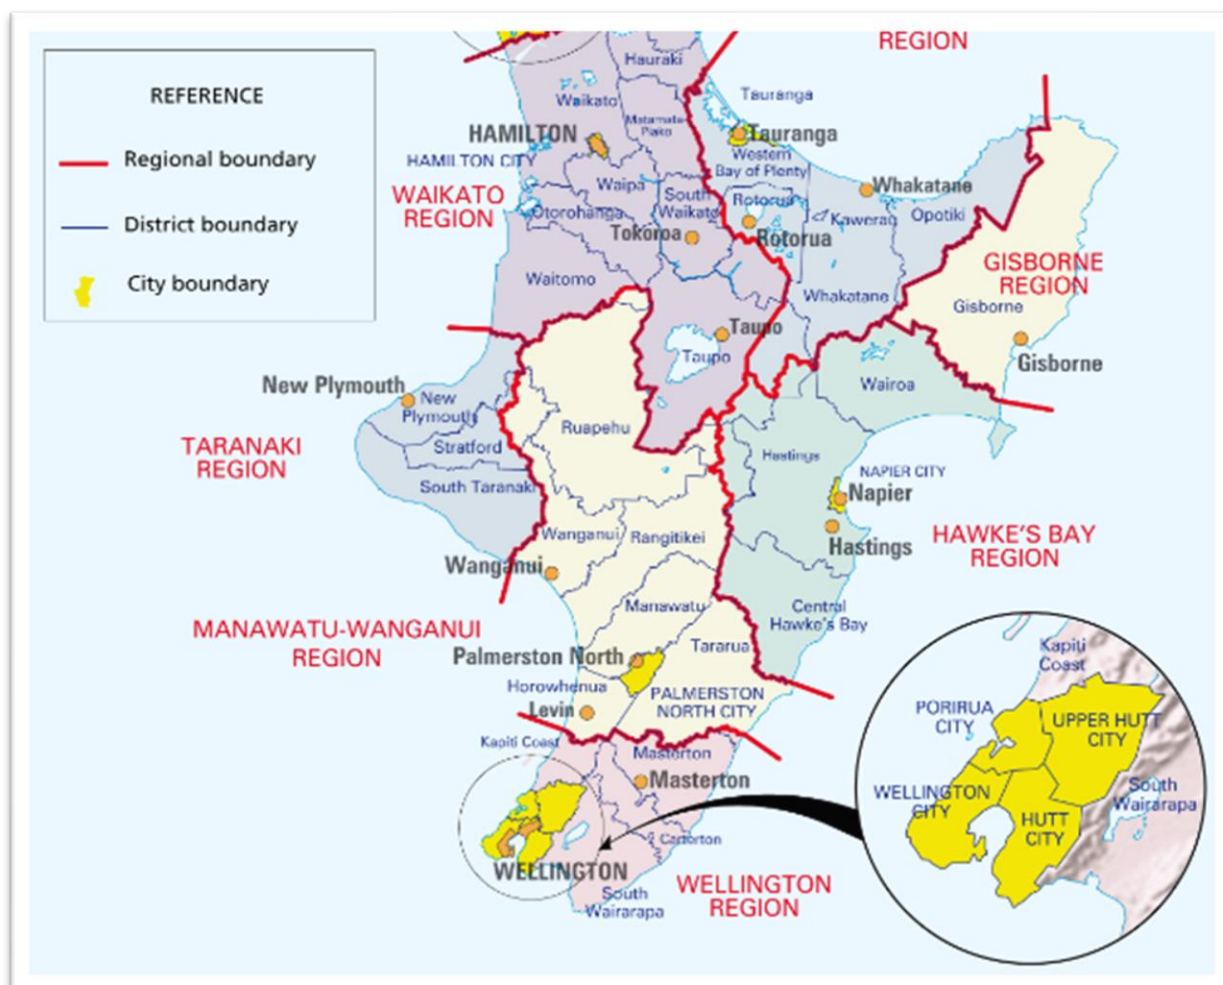 REGION
REFERENCE
Regional boundary
District boundary
City boundary
Hauraki
Waikato
Matamata-
Piako
Tauranga
HAMILTON
Tauranga
HAMILTON CITY
Western
Bay of Plenty
WAIKATO
REGION
Waipa
South
Waikato
Rotorua
Whakatane
Otorohanga
Kawerau
Opotiki
Tokoroa
Rotorua
Waitomo
Whakatane
GISBORNE
REGION
Gisborne
Taupo
Taupo
Gisborne
New Plymouth
New
Plymouth
Wairoa
Ruapehu
TARANAKI
REGION
Stratford
Hastings
South Taranaki
NAPIER CITY
Napier
Wanganui
Rangitikei
HAWKE'S BAY
REGION
Hastings
Wanganui
Manawatu
Central
Hawke's Bay
MANAWATU-WANGANUI
REGION
Tararua
Palmerston North
Horowhenua
PALMERSTON
NORTH CITY
Levin
Kapiti Coast
Masterton
Masterton
Carterton
WELLINGTON
South
Wairarapa
WELLINGTON
REGION
Kapiti
Coast
PORIRUA
CITY
UPPER HUTT
CITY
WELLINGTON
CITY
HUTT
CITY
South
Wairarapa